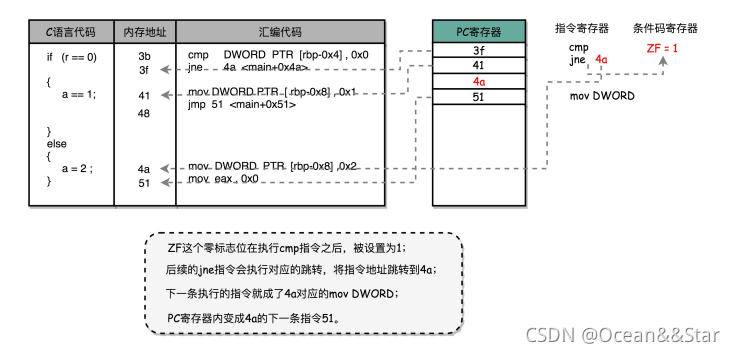 C语言代码 内存地址 汇编代码 PC寄存器 指令寄存器 条件码寄存器
if (r == 0) 3b cmp DWORD PTR [rbp-0x4] , 0x0 3f cmp ZF = 1
3f jne 4a <main+0x4a> 41 jne 4a
{ 4a
a == 1; 41 mov DWORD PTR [ rbp-0x8] ,0x1 51 mov DWORD
jmp 51 <main+0x51>
48
}
else
{
a = 2 ; 4a mov DWORD PTR [rbp-0x8] ,0x2
} 51 mov eax , 0x0
ZF这个零标志位在执行cmp指令之后，被设置为1；
后续的jne指令会执行对应的跳转，将指令地址跳转到4a；
下一条执行的指令就成了4a对应的mov DWORD；
PC寄存器内变成4a的下一条指令51。
CSDN @Ocean&&Star